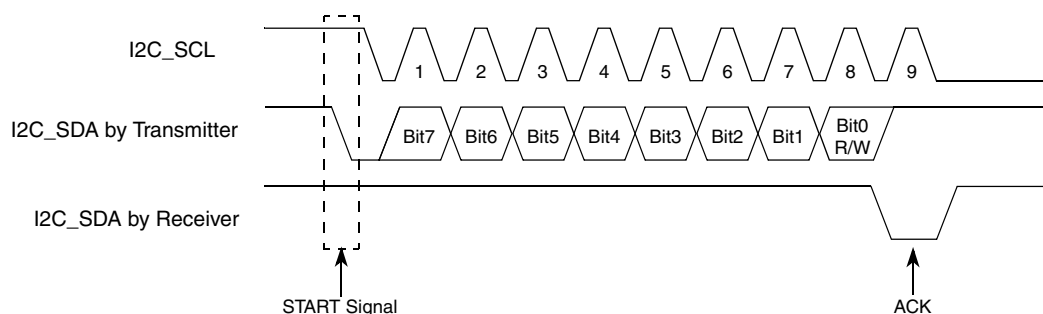 I2C_SCL
1 2 3 4 5 6 7 8 9
I2C_SDA by Transmitter
Bit7 Bit6 Bit5 Bit4 Bit3 Bit2 Bit1 Bit0
R/W
I2C_SDA by Receiver
START Signal
ACK